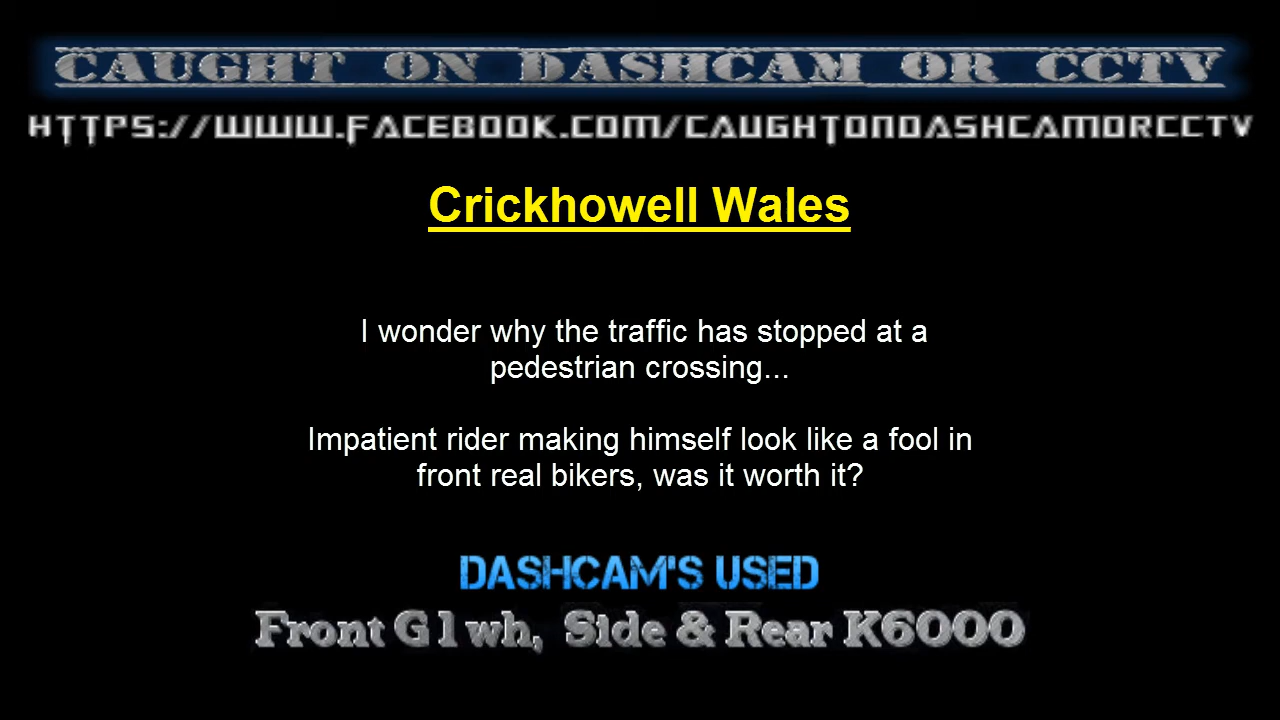 CAUGHT ON DASHCAM OR CCTV
HTTPS://WWW.FACEBOOK.COM/CAUGHTONDASHCAMORCCTV
Crickhowell Wales
I wonder why the traffic has stopped at a
pedestrian crossing...
Impatient rider making himself look like a fool in
front real bikers, was it worth it?
DASHCAM'S USED
Front G1wh, Side & Rear K6000